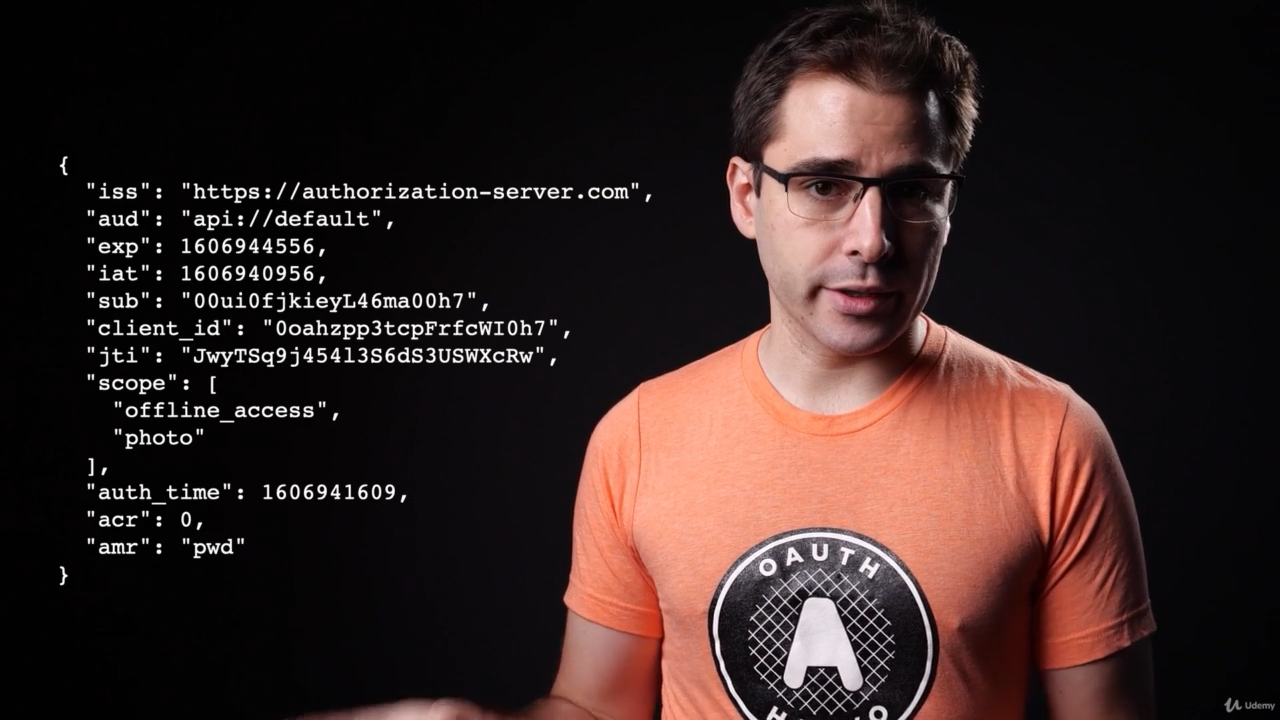 {
"iss": "https://authorization-server.com",
"aud": "api://default",
"exp": 1606944556,
"iat": 1606940956,
"sub": "00ui0fjkieyL46ma00h7",
"client_id": "0oahzpp3tcpFrfcWI0h7",
"jti": "JwyTSq9j454l3S6dS3USWXcRw",
"scope": [
"offline_access",
"photo"
],
"auth_time": 1606941609,
"acr": 0,
"amr": "pwd"
}
OAUTH
A
Udemy